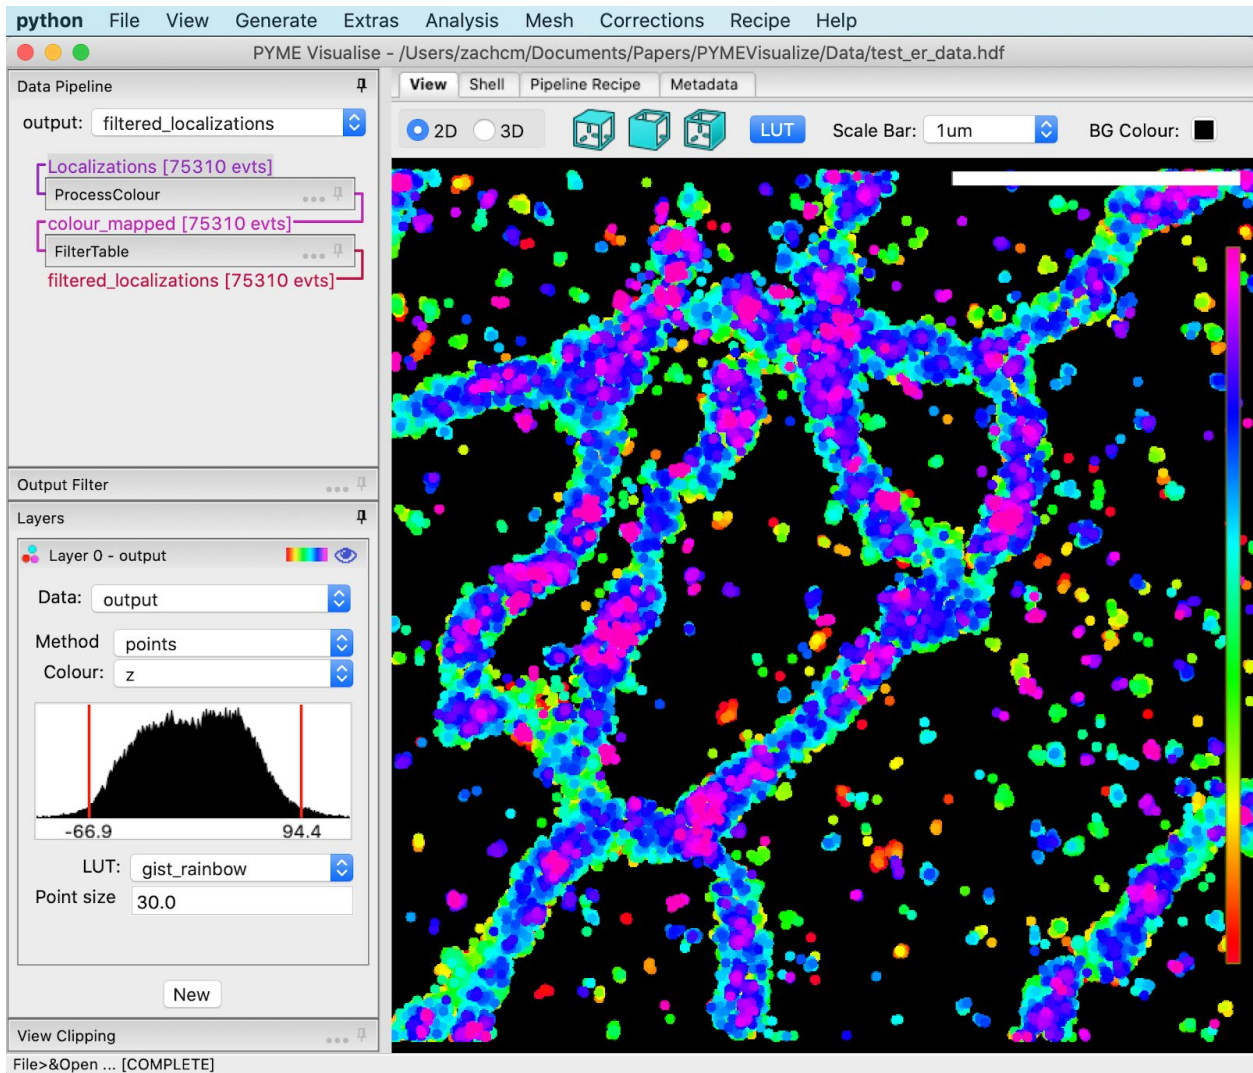 python File View Generate Extras Analysis Mesh Corrections Recipe Help
PYME Visualise - /Users/zachcm/Documents/Papers/PYMEVisualize/Data/test_er_data.hdf
Data Pipeline
output: filtered_localizations
Localizations [75310 evts]
ProcessColour
colour_mapped [75310 evts]
FilterTable
filtered_localizations [75310 evts]
Output Filter
Layers
Layer 0 - output
Data: output
Method points
Colour: z
-66.9 94.4
LUT: gist_rainbow
Point size 30.0
New
View Clipping
File>&Open ... [COMPLETE]
View Shell Pipeline Recipe Metadata
2D 3D LUT Scale Bar: 1um BG Colour: